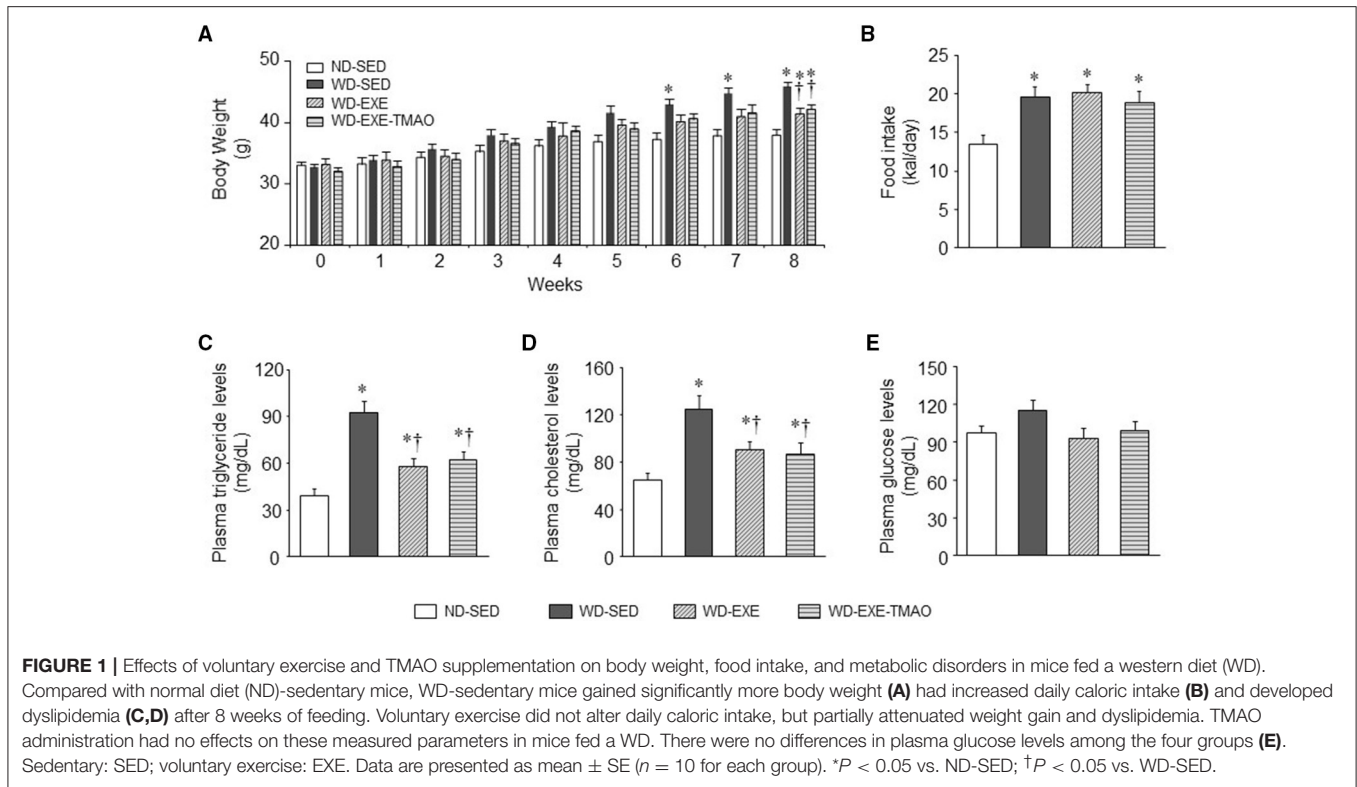 A
50
40
30
20
Body Weight
(g)
ND-SED
WD-SED
WD-EXE
WD-EXE-TMAO
* * * * *
† †
0 1 2 3 4 5 6 7 8
Weeks
B
30
25
20
15
10
5
0
Food intake
(kal/day)
* * *
C
120
90
60
30
0
Plasma triglyceride levels
(mg/dL)
* *† *†
D
160
120
80
40
0
Plasma cholesterol levels
(mg/dL)
* *† *†
E
150
120
90
60
30
0
Plasma glucose levels
(mg/dL)
ND-SED WD-SED WD-EXE WD-EXE-TMAO
FIGURE 1 | Effects of voluntary exercise and TMAO supplementation on body weight, food intake, and metabolic disorders in mice fed a western diet (WD).
Compared with normal diet (ND)-sedentary mice, WD-sedentary mice gained significantly more body weight (A) had increased daily caloric intake (B) and developed
dyslipidemia (C,D) after 8 weeks of feeding. Voluntary exercise did not alter daily caloric intake, but partially attenuated weight gain and dyslipidemia. TMAO
administration had no effects on these measured parameters in mice fed a WD. There were no differences in plasma glucose levels among the four groups (E).
Sedentary: SED; voluntary exercise: EXE. Data are presented as mean ± SE (n = 10 for each group). *P < 0.05 vs. ND-SED; †P < 0.05 vs. WD-SED.